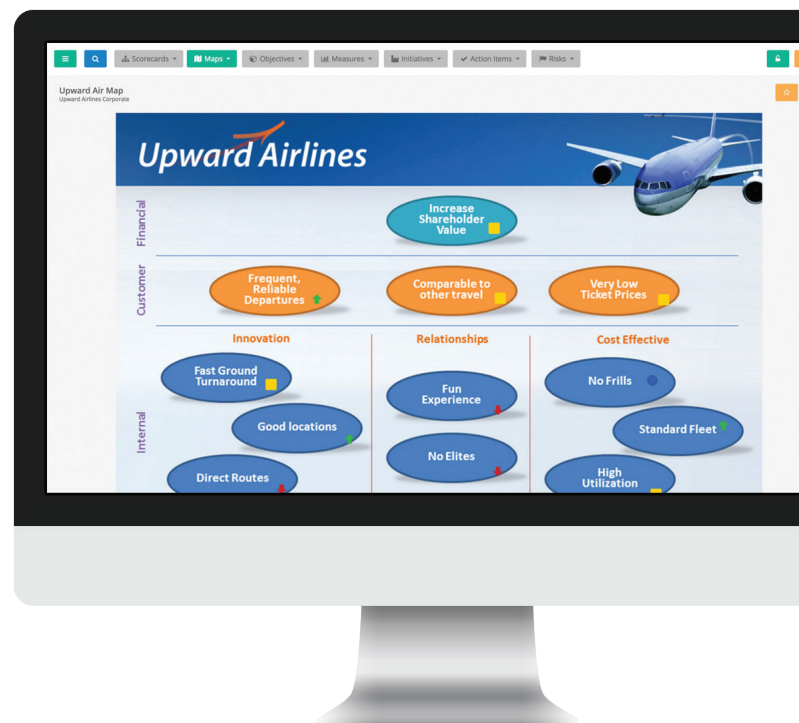 Scorecards
Maps
Objectives
Measures
Initiatives
Action Items
Risks
Upward Air Map
Upward Airlines Corporate
Upward Airlines
Financial
Increase
Shareholder
Value
Customer
Frequent,
Reliable
Departures
Comparable to
other travel
Very Low
Ticket Prices
Internal
Innovation
Relationships
Cost Effective
Fast Ground
Turnaround
Good locations
Direct Routes
Fun
Experience
No Elites
No Frills
Standard Fleet
High
Utilization